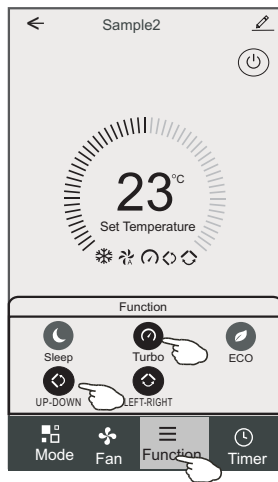 Sample2
23°C
Set Temperature
A
Function
Sleep Turbo ECO
UP-DOWN LEFT-RIGHT
Mode Fan Function Timer